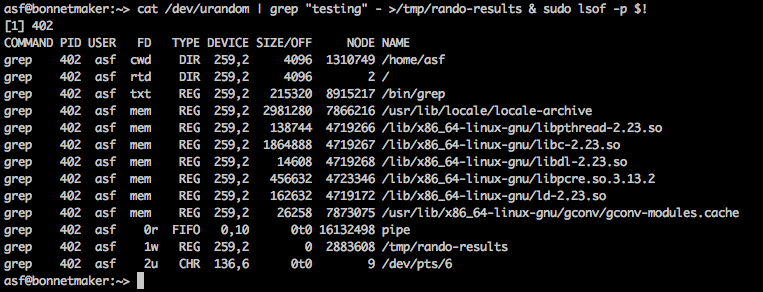 asf@bonnetmaker:~> cat /dev/urandom | grep "testing" - >/tmp/rando-results & sudo lsof -p $!
[1] 402
COMMAND PID USER   FD   TYPE DEVICE SIZE/OFF     NODE NAME
grep    402  asf  cwd    DIR  259,2     4096  1310749 /home/asf
grep    402  asf  rtd    DIR  259,2     4096        2 /
grep    402  asf  txt    REG  259,2   215320  8915217 /bin/grep
grep    402  asf  mem    REG  259,2  2981280  7866216 /usr/lib/locale/locale-archive
grep    402  asf  mem    REG  259,2   138744  4719266 /lib/x86_64-linux-gnu/libpthread-2.23.so
grep    402  asf  mem    REG  259,2  1864888  4719267 /lib/x86_64-linux-gnu/libc-2.23.so
grep    402  asf  mem    REG  259,2    14608  4719268 /lib/x86_64-linux-gnu/libdl-2.23.so
grep    402  asf  mem    REG  259,2   456632  4723346 /lib/x86_64-linux-gnu/libpcre.so.3.13.2
grep    402  asf  mem    REG  259,2   162632  4719172 /lib/x86_64-linux-gnu/ld-2.23.so
grep    402  asf  mem    REG  259,2    26258  7873075 /usr/lib/x86_64-linux-gnu/gconv/gconv-modules.cache
grep    402  asf    0r  FIFO   0,10      0t0 16132498 pipe
grep    402  asf    1w   REG  259,2        0  2883608 /tmp/rando-results
grep    402  asf    2u   CHR  136,6      0t0        9 /dev/pts/6
asf@bonnetmaker:~>